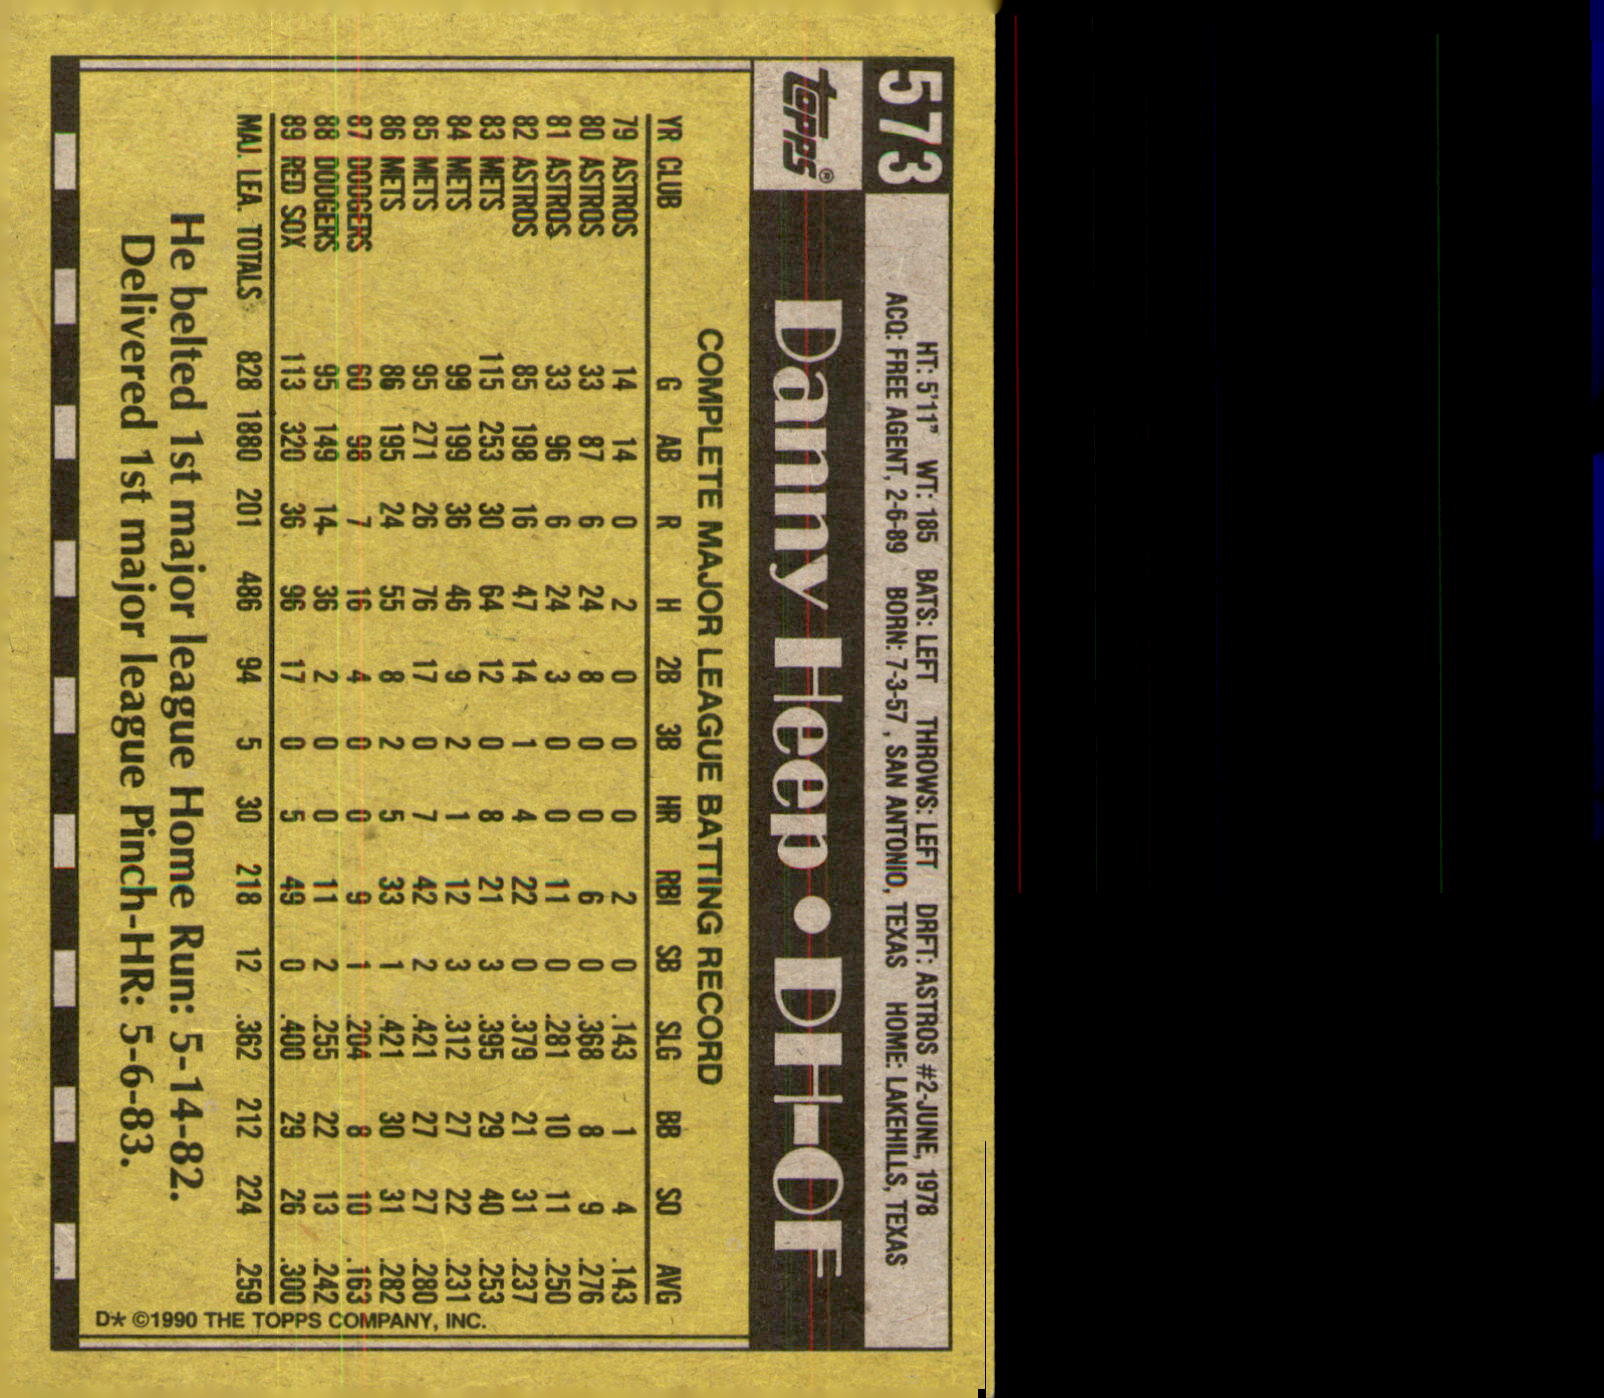 573
HT: 5'11" WT: 185 BATS: LEFT THROWS: LEFT DRFT: ASTROS #2-JUNE, 1978
ACQ: FREE AGENT, 2-6-89 BORN: 7-3-57, SAN ANTONIO, TEXAS HOME: LAKEHILLS, TEXAS
topps®
Danny Heep • DH-OF
COMPLETE MAJOR LEAGUE BATTING RECORD
YR CLUB G AB R H 2B 3B HR RBI SB SLG BB SO AVG
79 ASTROS 14 14 0 2 0 0 0 2 0 .143 1 4 .143
80 ASTROS 33 87 6 24 8 0 0 6 0 .368 8 9 .276
81 ASTROS 33 96 6 24 3 0 0 11 0 .281 10 11 .250
82 ASTROS 85 198 16 47 14 1 4 22 0 .379 21 31 .237
83 METS 115 253 30 64 12 0 8 21 3 .395 29 40 .253
84 METS 99 199 36 46 9 2 1 12 3 .312 27 22 .231
85 METS 95 271 26 76 17 0 7 42 2 .421 27 27 .280
86 METS 86 195 24 55 8 2 5 33 1 .421 30 31 .282
87 DODGERS 60 98 7 16 4 0 0 9 1 .204 8 10 .163
88 DODGERS 95 149 14 36 2 0 0 11 2 .255 22 13 .242
89 RED SOX 113 320 36 96 17 0 5 49 0 .400 29 26 .300
MAJ. LEA. TOTALS 828 1880 201 486 94 5 30 218 12 .362 212 224 .259
He belted 1st major league Home Run: 5-14-82.
Delivered 1st major league Pinch-HR: 5-6-83.
D* ©1990 THE TOPPS COMPANY, INC.